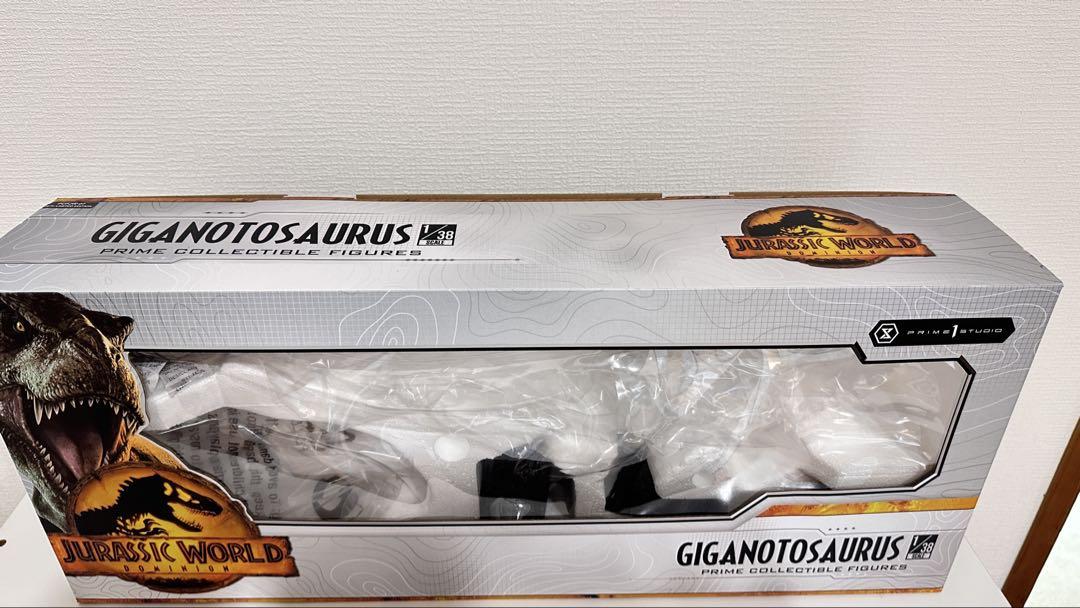 GIGANOTOSAURUS 1/38
SCALE
PRIME COLLECTIBLE FIGURES
JURASSIC WORLD
DOMINION
PRIME 1 STUDIO
JURASSIC WORLD
DOMINION
GIGANOTOSAURUS 1/38
SCALE
PRIME COLLECTIBLE FIGURES